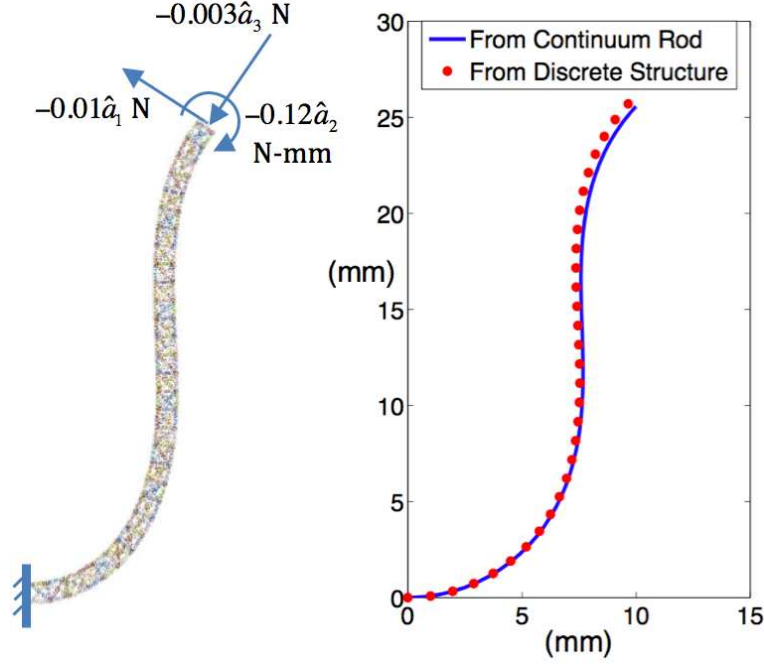 −0.003â₃ N
−0.01â₁ N
−0.12â₂
N-mm
30
25
20
15
10
5
0
(mm)
From Continuum Rod
From Discrete Structure
0 5 10 15
(mm)